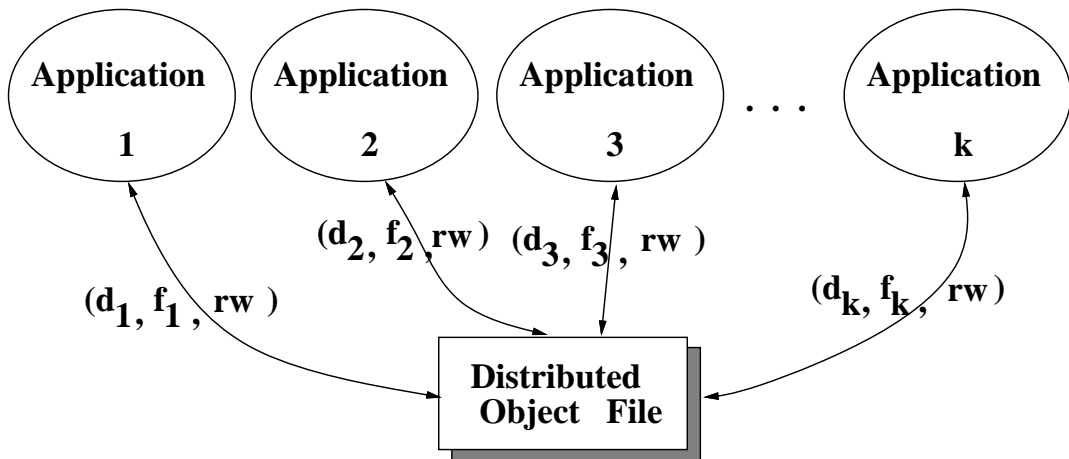 Application
1
Application
2
Application
3
. . .
Application
k
(d1, f1, rw )
(d2, f2, rw )
(d3, f3, rw )
(dk, fk, rw )
Distributed
Object File